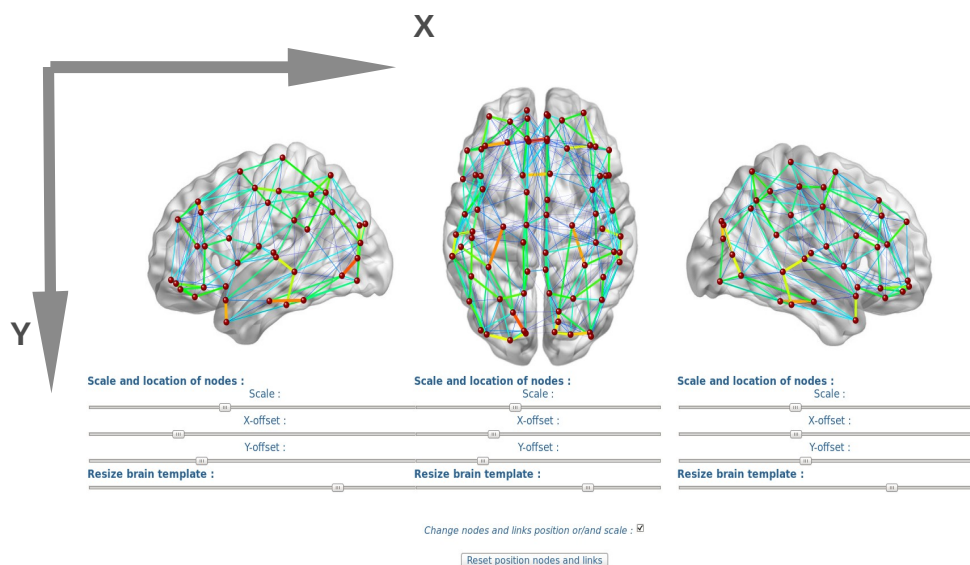 X
Y
Scale and location of nodes : Scale and location of nodes : Scale and location of nodes :
Scale : Scale : Scale :
X-offset : X-offset : X-offset :
Y-offset : Y-offset : Y-offset :
Resize brain template : Resize brain template : Resize brain template :
Change nodes and links position or/and scale :
Reset position nodes and links